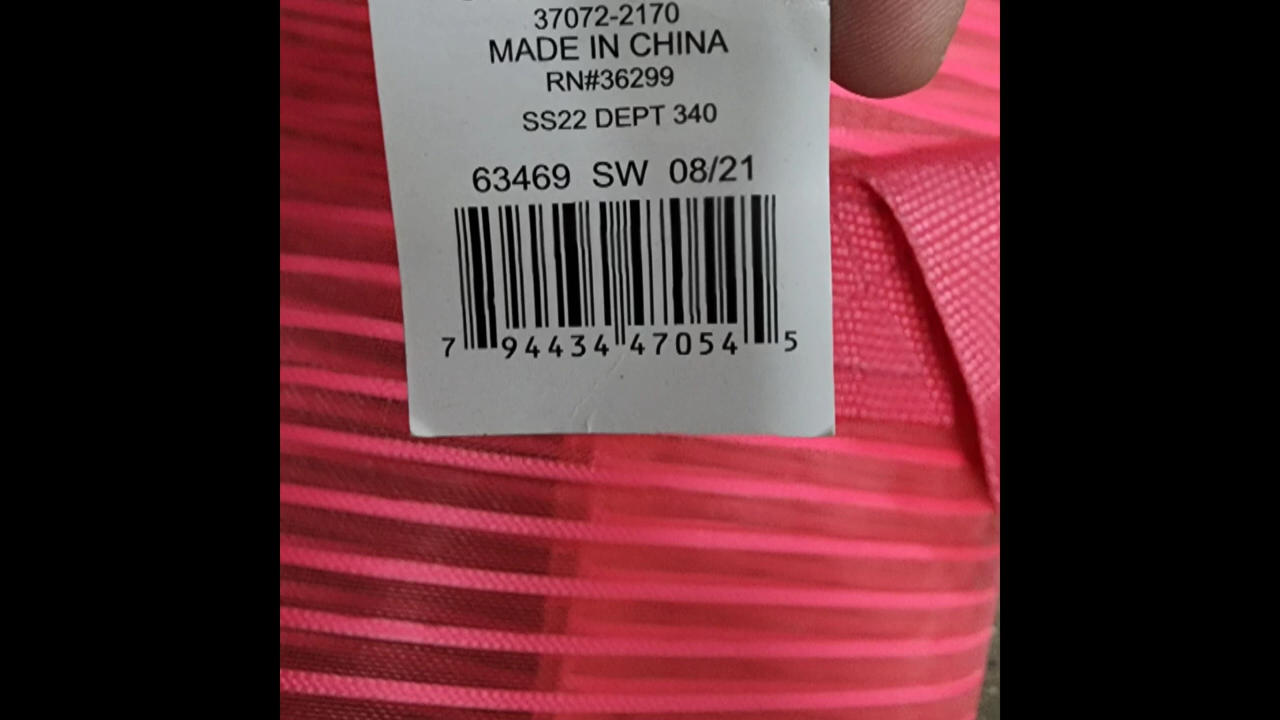 37072-2170
MADE IN CHINA
RN#36299
SS22 DEPT 340
63469 SW 08/21
7 94434 47054 5